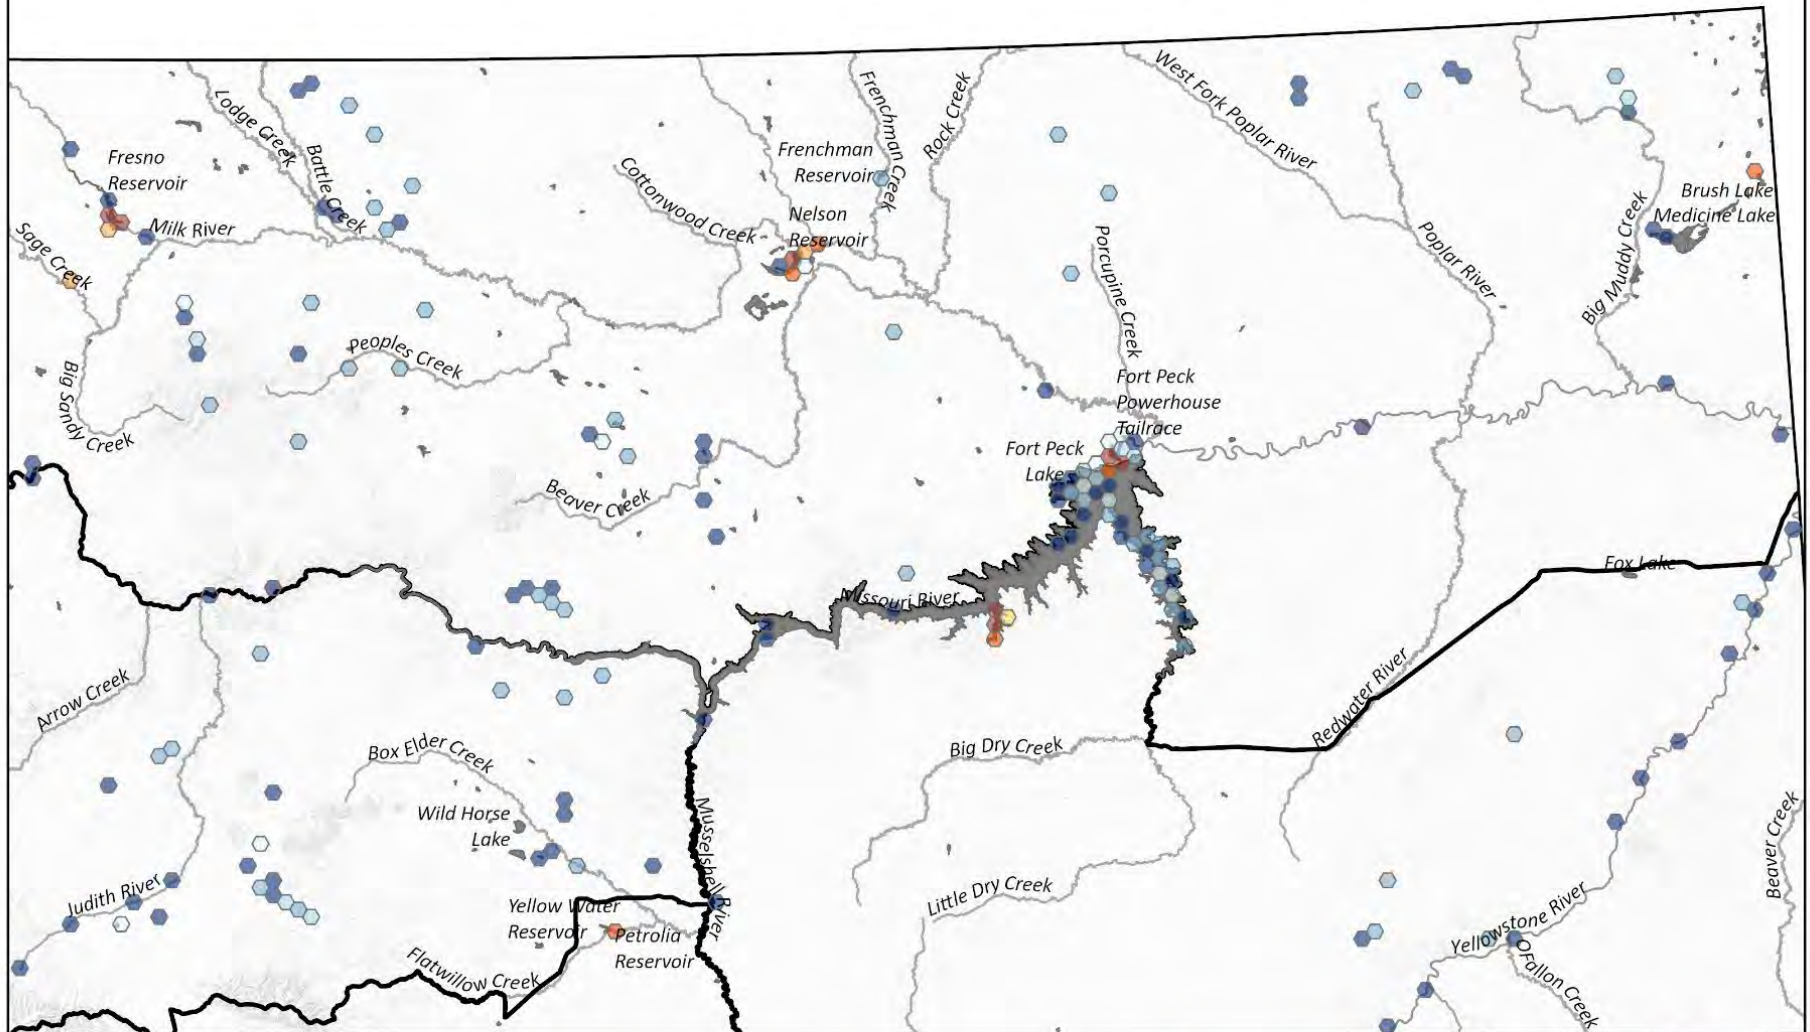 West Fork Poplar River
Lodge Creek
Frenchman Creek
Rock Creek
Battle Creek
Frenchman
Reservoir
Fresno
Reservoir
Cottonwood Creek
Brush Lake
Medicine Lake
Nelson
Reservoir
Milk River
Sage Creek
Porcupine Creek
Poplar River
Big Muddy Creek
Peoples Creek
Big Sandy Creek
Fort Peck
Powerhouse
Tailrace
Fort Peck
Lake
Beaver Creek
Fox Lake
Missouri River
Arrow Creek
Redwater River
Big Dry Creek
Box Elder Creek
Wild Horse
Lake
Musselshell River
Beaver Creek
Judith River
Little Dry Creek
Yellow Water
Reservoir
Petrolia
Reservoir
Flatwillow Creek
Yellowstone River
OFallon Creek